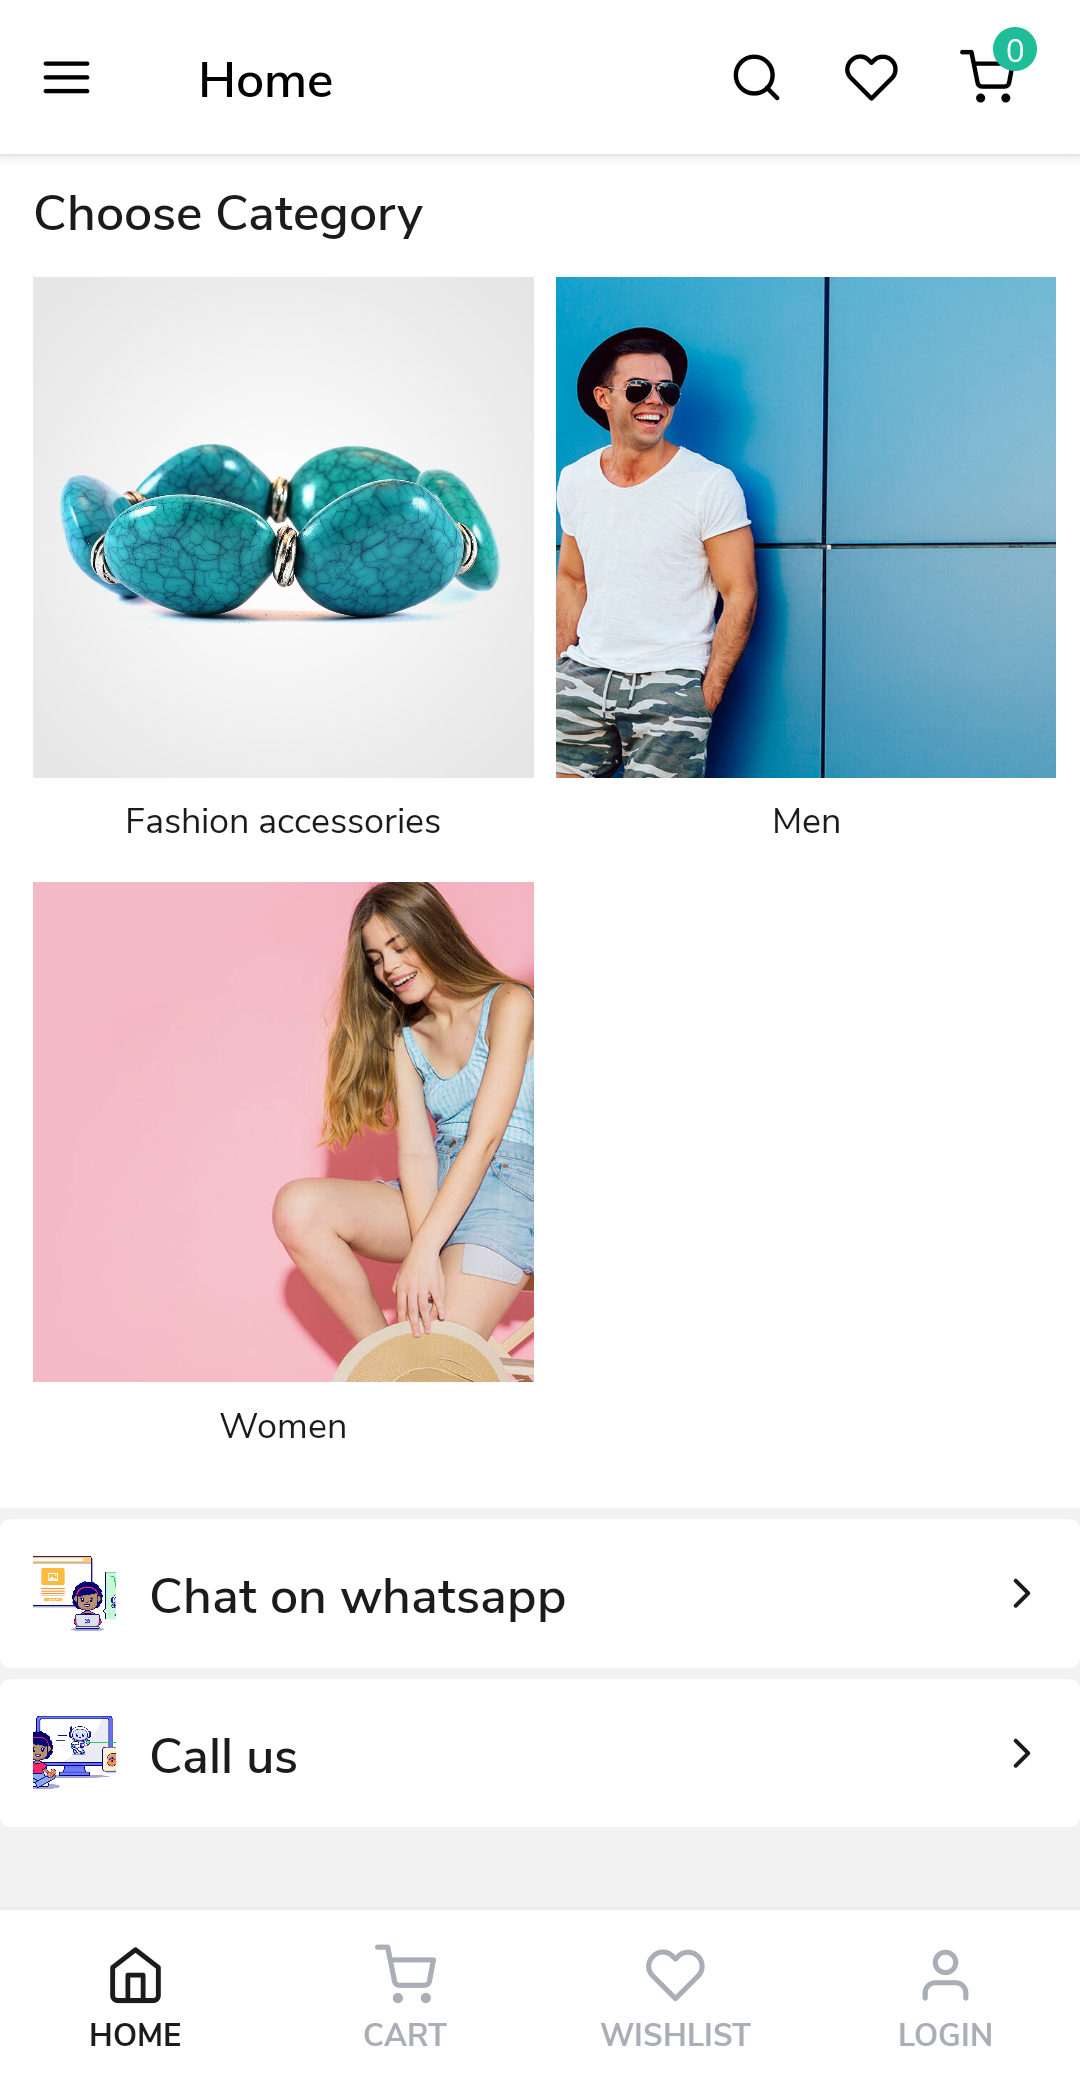 Home
0
Choose Category
Fashion accessories
Men
Women
Chat on whatsapp
Call us
HOME
CART
WISHLIST
LOGIN